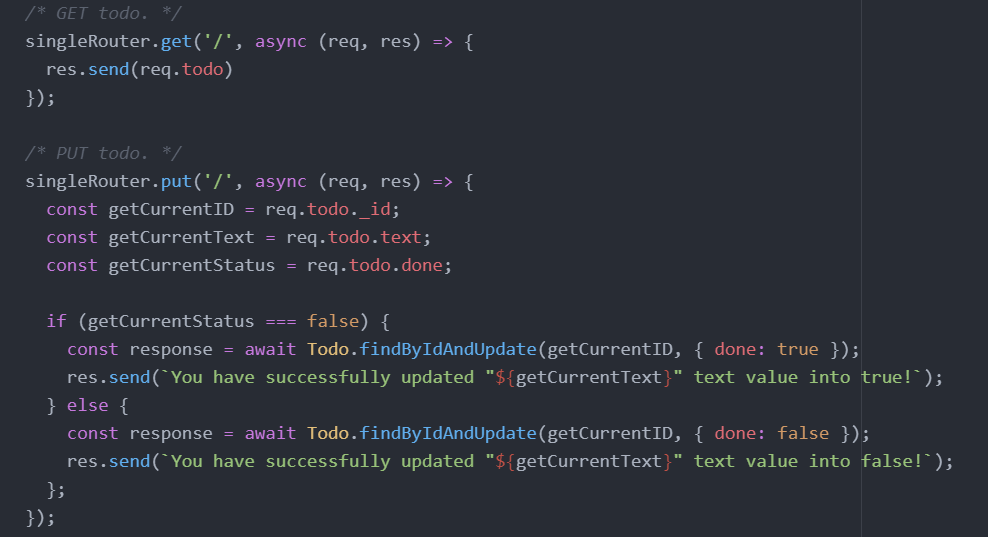 /* GET todo. */
singleRouter.get('/', async (req, res) => {
  res.send(req.todo)
});

/* PUT todo. */
singleRouter.put('/', async (req, res) => {
  const getCurrentID = req.todo._id;
  const getCurrentText = req.todo.text;
  const getCurrentStatus = req.todo.done;

  if (getCurrentStatus === false) {
    const response = await Todo.findByIdAndUpdate(getCurrentID, { done: true });
    res.send(`You have successfully updated "${getCurrentText}" text value into true!`);
  } else {
    const response = await Todo.findByIdAndUpdate(getCurrentID, { done: false });
    res.send(`You have successfully updated "${getCurrentText}" text value into false!`);
  };
});